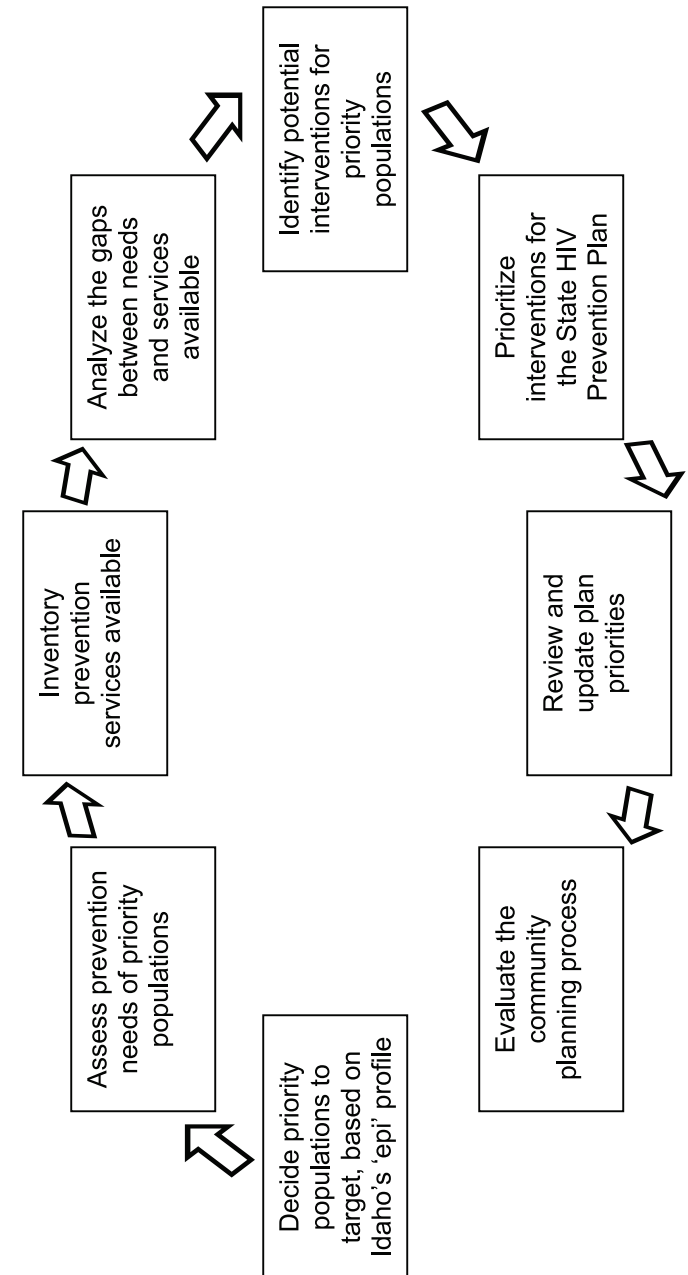 Decide priority
populations to
target, based on
Idaho's ‘epi’ profile
Assess prevention
needs of priority
populations
Inventory
prevention
services available
Analyze the gaps
between needs
and services
available
Identify potential
interventions for
priority
populations
Prioritize
interventions for
the State HIV
Prevention Plan
Review and
update plan
priorities
Evaluate the
community
planning process